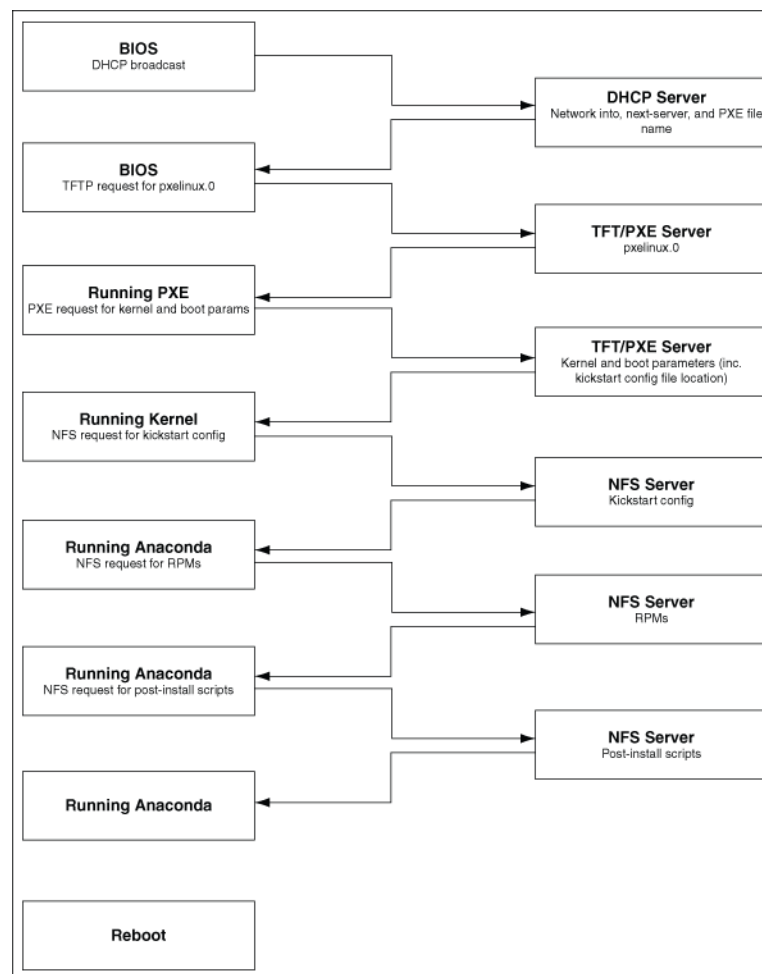 BIOS
DHCP broadcast
DHCP Server
Network into, next-server, and PXE file
name
BIOS
TFTP request for pxelinux.0
TFT/PXE Server
pxelinux.0
Running PXE
PXE request for kernel and boot params
TFT/PXE Server
Kernel and boot parameters (inc.
kickstart config file location)
Running Kernel
NFS request for kickstart config
NFS Server
Kickstart config
Running Anaconda
NFS request for RPMs
NFS Server
RPMs
Running Anaconda
NFS request for post-install scripts
NFS Server
Post-install scripts
Running Anaconda
Reboot